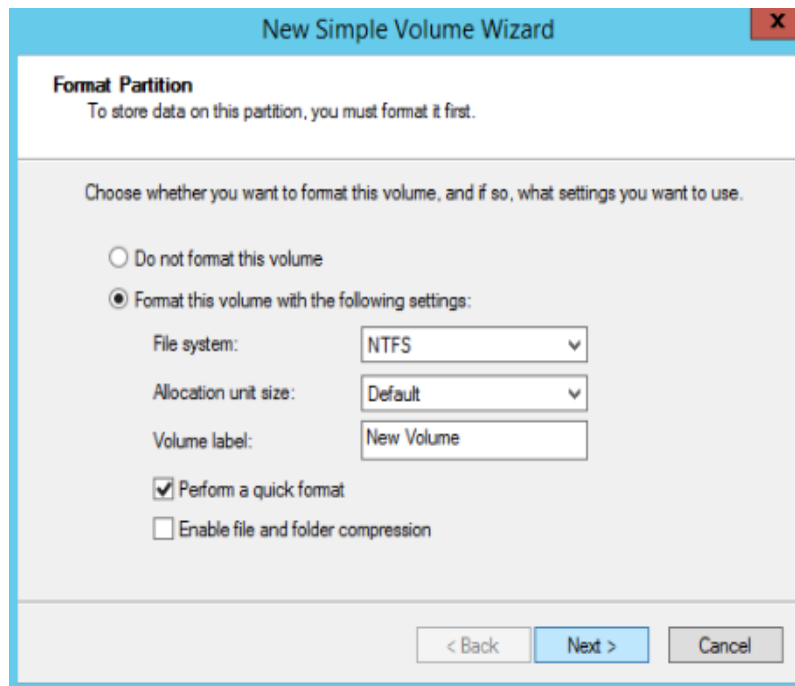 New Simple Volume Wizard
x
Format Partition
To store data on this partition, you must format it first.
Choose whether you want to format this volume, and if so, what settings you want to use.
Do not format this volume
Format this volume with the following settings:
File system: NTFS
Allocation unit size: Default
Volume label: New Volume
Perform a quick format
Enable file and folder compression
< Back Next > Cancel